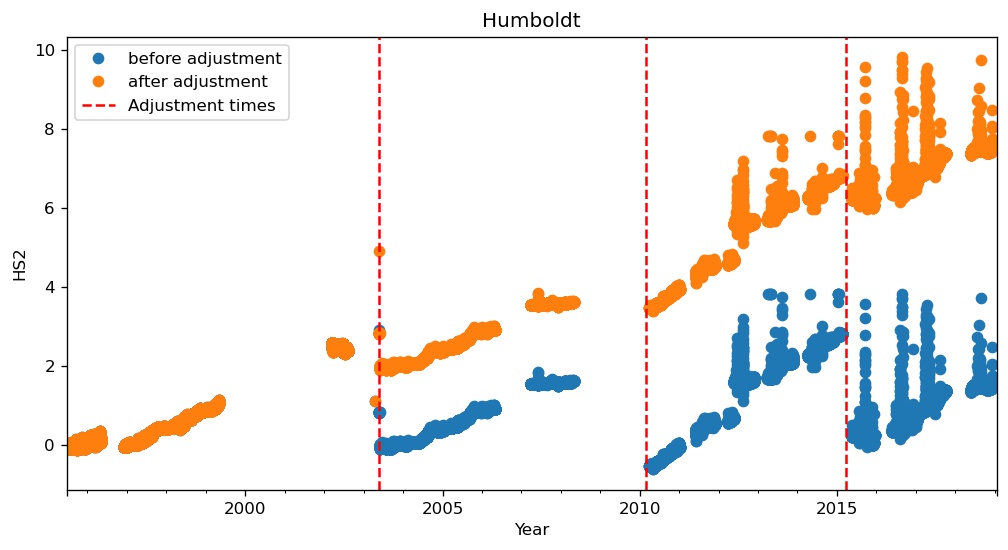 Humboldt
before adjustment
after adjustment
Adjustment times
10
8
6
4
2
0
HS2
2000 2005 2010 2015
Year